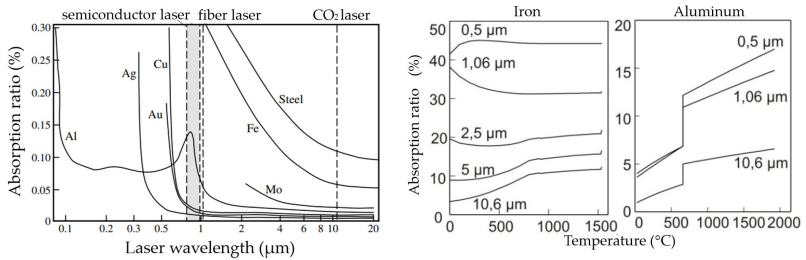 semiconductor laser fiber laser CO₂ laser
Absorption ratio (%)
0.30
0.25
0.20
0.15
0.10
0.05
0
Al
Ag
Cu
Au
Steel
Fe
Mo
0.1 0.2 0.3 0.5 1 2 4 6 8 10 20
Laser wavelength (μm)
Iron
Absorption ratio (%)
50
40
30
20
10
0
0,5 μm
1,06 μm
2,5 μm
5 μm
10,6 μm
0 500 1000 1500
Aluminum
20
15
10
5
0
0,5 μm
1,06 μm
10,6 μm
0 500 1000 1500 2000
Temperature (°C)